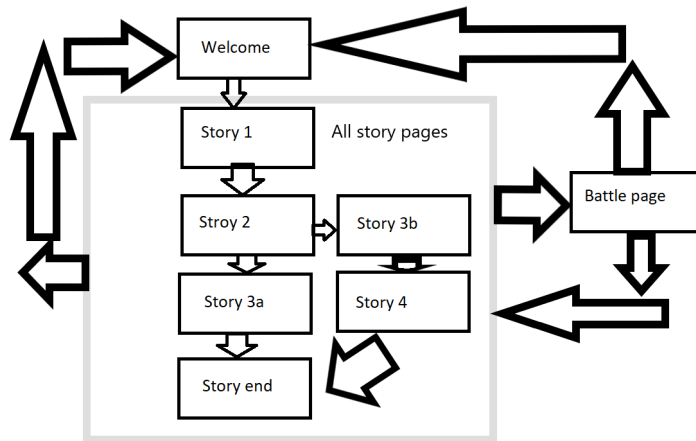 Welcome
Story 1
All story pages
Stroy 2
Story 3b
Battle page
Story 3a
Story 4
Story end